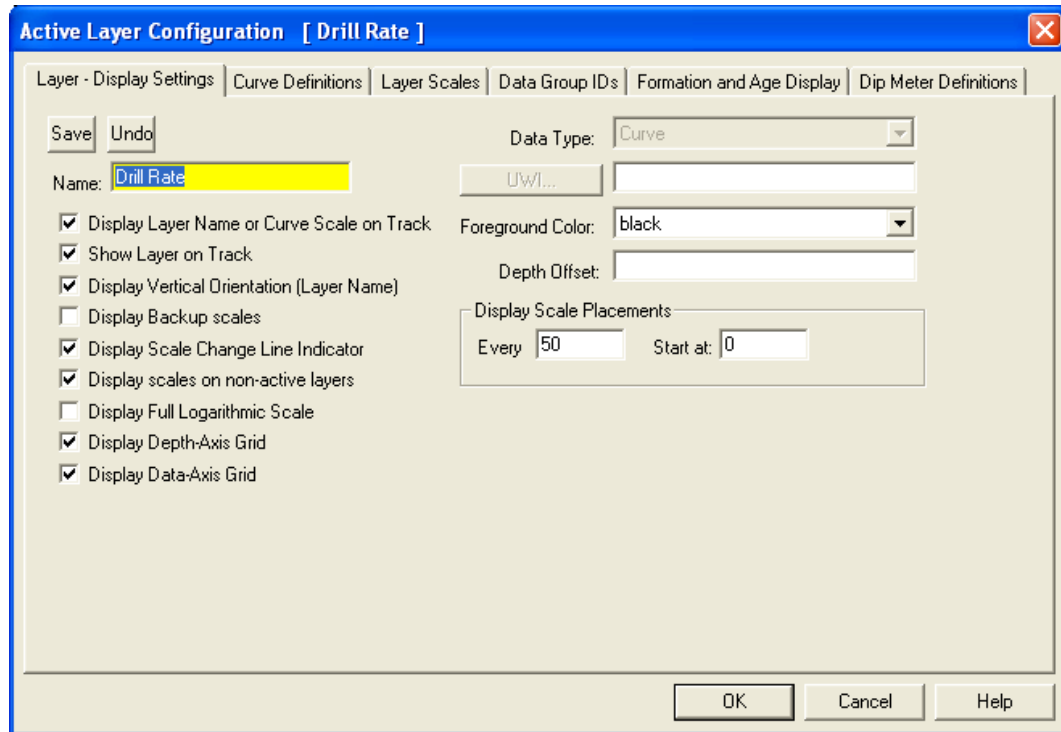 Active Layer Configuration [ Drill Rate ]
Layer - Display Settings Curve Definitions Layer Scales Data Group IDs Formation and Age Display Dip Meter Definitions
Save Undo
Name: Drill Rate
Display Layer Name or Curve Scale on Track
Show Layer on Track
Display Vertical Orientation (Layer Name)
Display Backup scales
Display Scale Change Line Indicator
Display scales on non-active layers
Display Full Logarithmic Scale
Display Depth-Axis Grid
Display Data-Axis Grid
Data Type: Curve
UWI...
Foreground Color: black
Depth Offset:
Display Scale Placements
Every 50 Start at: 0
OK Cancel Help